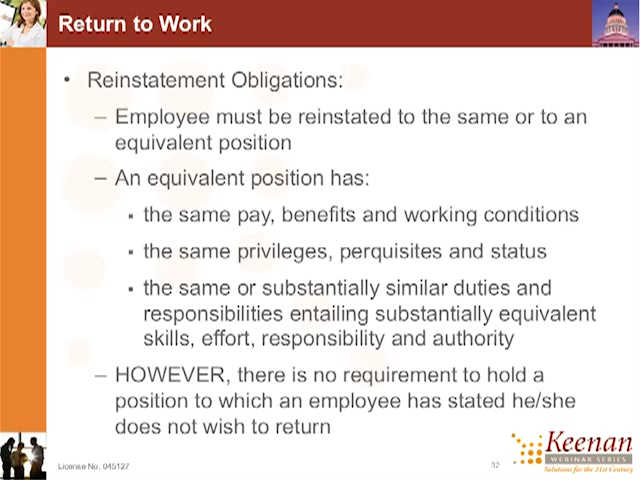 Return to Work
• Reinstatement Obligations:
– Employee must be reinstated to the same or to an
equivalent position
– An equivalent position has:
▪ the same pay, benefits and working conditions
▪ the same privileges, perquisites and status
▪ the same or substantially similar duties and
responsibilities entailing substantially equivalent
skills, effort, responsibility and authority
– HOWEVER, there is no requirement to hold a
position to which an employee has stated he/she
does not wish to return
License No. 045127
32
Keenan
WEBINAR SERIES
Solutions for the 21st Century